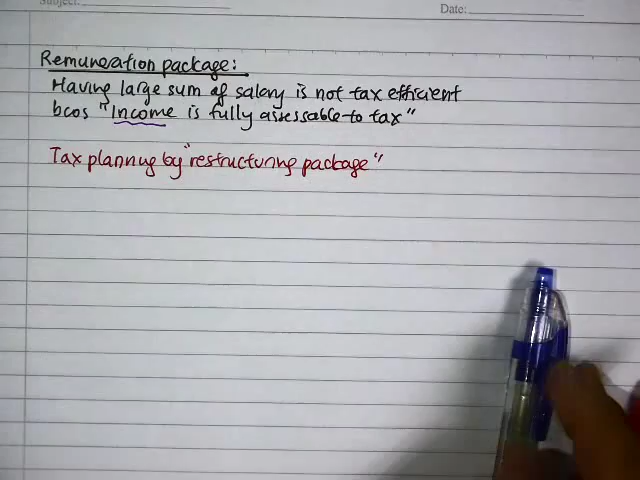 Subject:
Date:
Remuneration package:
Having large sum of salary is not tax efficient
bcos "Income is fully assessable to tax"
Tax planning by "restructuring package"